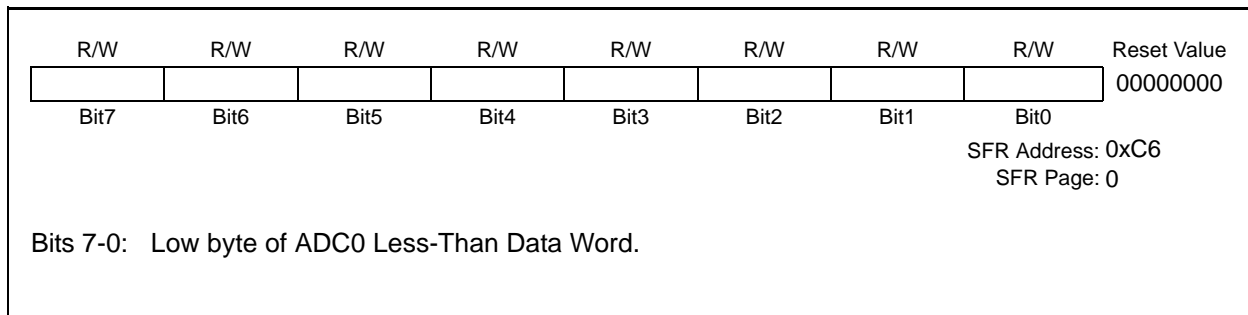 R/W R/W R/W R/W R/W R/W R/W R/W Reset Value
00000000
Bit7 Bit6 Bit5 Bit4 Bit3 Bit2 Bit1 Bit0
SFR Address: 0xC6
SFR Page: 0
Bits 7-0: Low byte of ADC0 Less-Than Data Word.